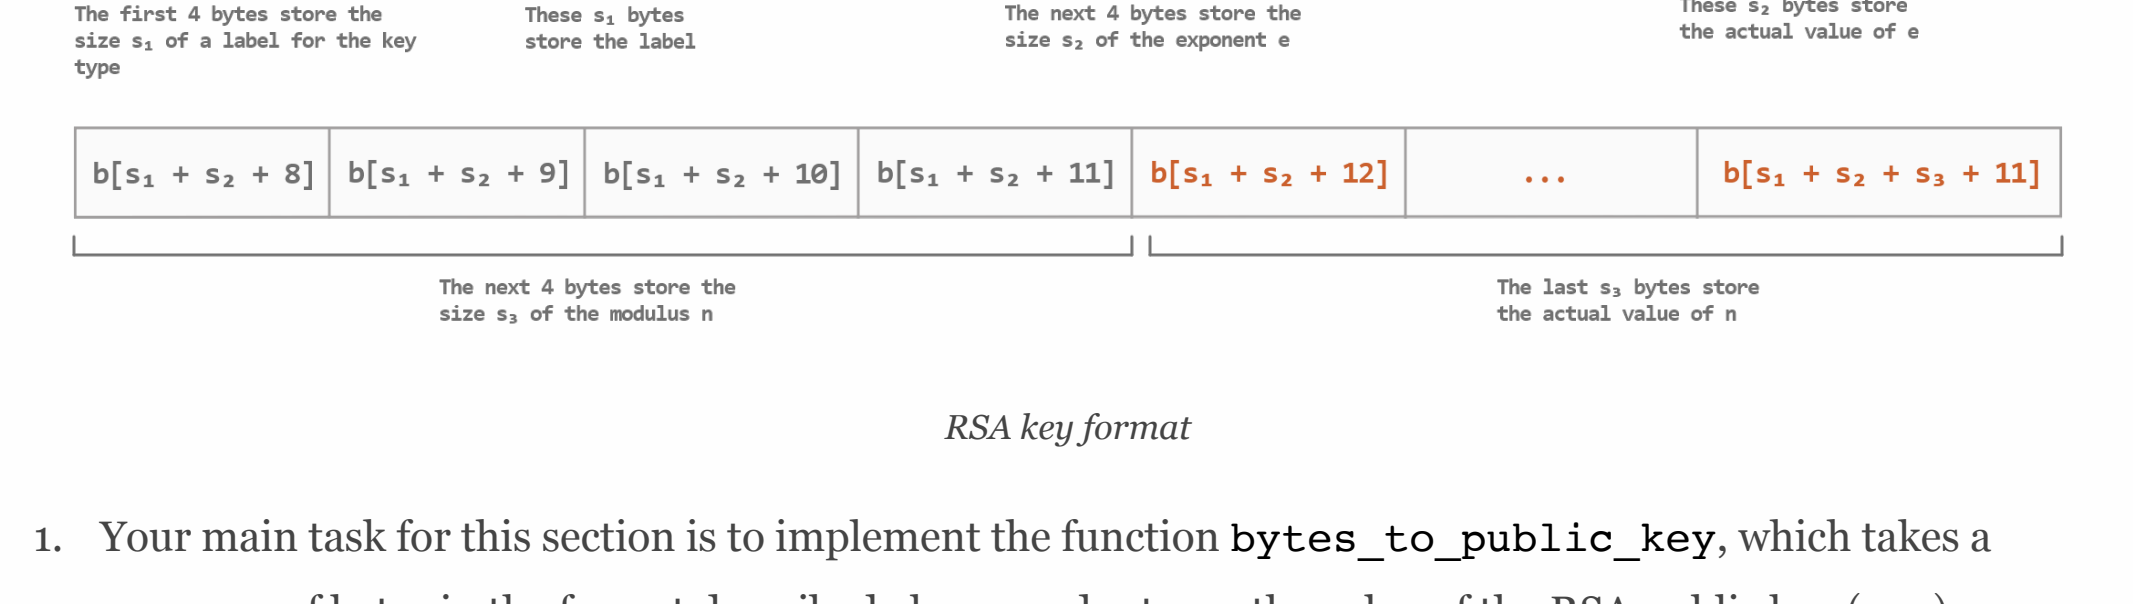 The first 4 bytes store the
size s₁ of a label for the key
type
These s₁ bytes
store the label
The next 4 bytes store the
size s₂ of the exponent e
These s₂ bytes store
the actual value of e
b[s₁ + s₂ + 8] b[s₁ + s₂ + 9] b[s₁ + s₂ + 10] b[s₁ + s₂ + 11] b[s₁ + s₂ + 12] ... b[s₁ + s₂ + s₃ + 11]
The next 4 bytes store the
size s₃ of the modulus n
The last s₃ bytes store
the actual value of n
RSA key format
1. Your main task for this section is to implement the function bytes_to_public_key, which takes a